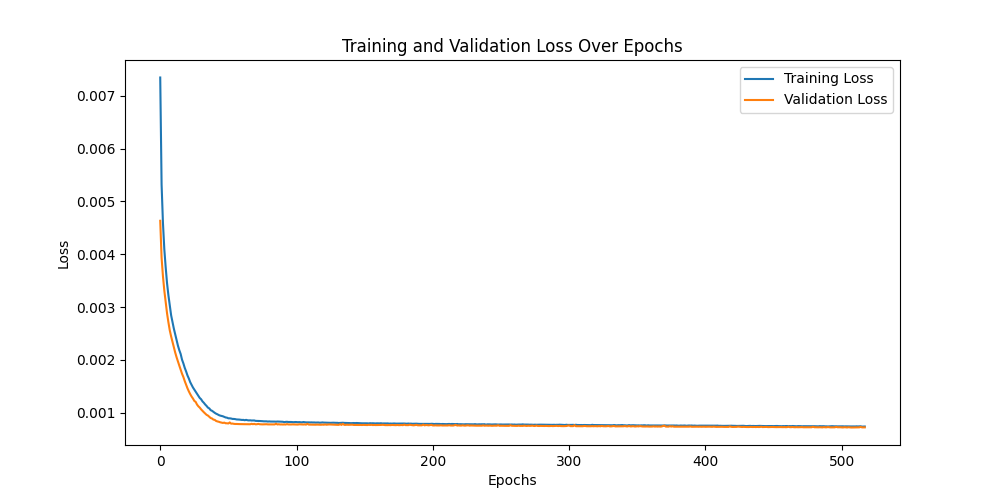 Training and Validation Loss Over Epochs
Training Loss
Validation Loss
0.007
0.006
0.005
0.004
0.003
0.002
0.001
Loss
0 100 200 300 400 500
Epochs